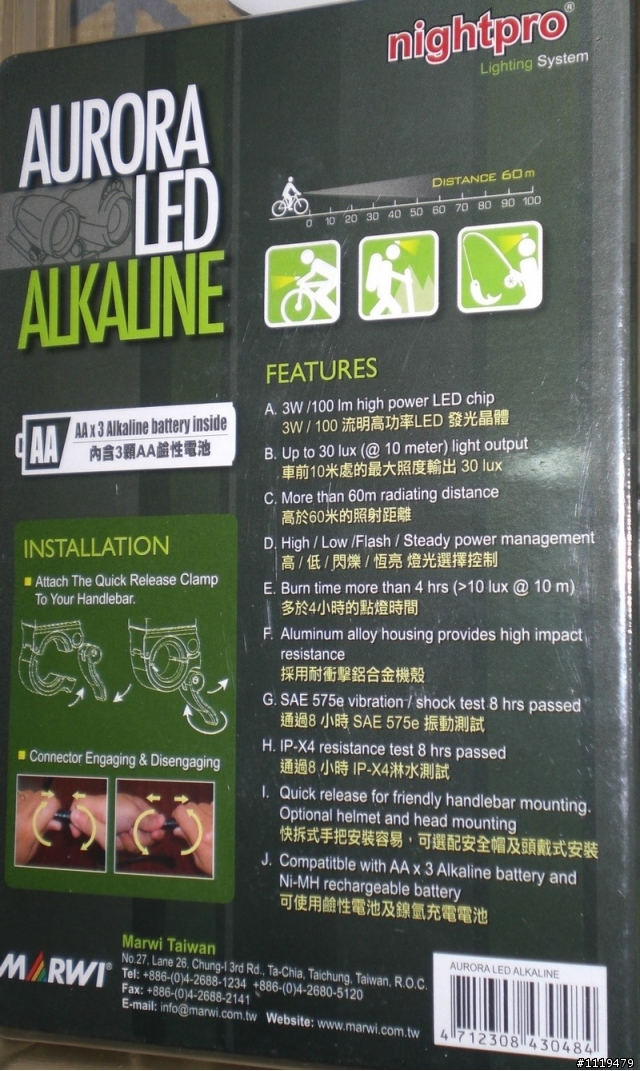 nightpro®
Lighting System
AURORA
LED
ALKALINE
DISTANCE 60m
0 10 20 30 40 50 60 70 80 90 100
AA
AA x 3 Alkaline battery inside
內含3顆AA鹼性電池
FEATURES
A. 3W /100 lm high power LED chip
3W / 100 流明高功率LED 發光晶體
B. Up to 30 lux (@ 10 meter) light output
車前10米處的最大照度輸出 30 lux
C. More than 60m radiating distance
高於60米的照射距離
D. High / Low /Flash / Steady power management
高 / 低 / 閃爍 / 恆亮 燈光選擇控制
E. Burn time more than 4 hrs (>10 lux @ 10 m)
多於4小時的點燈時間
F. Aluminum alloy housing provides high impact
resistance
採用耐衝擊鋁合金機殼
G. SAE 575e vibration / shock test 8 hrs passed
通過8 小時 SAE 575e 振動測試
H. IP-X4 resistance test 8 hrs passed
通過8 小時 IP-X4淋水測試
I. Quick release for friendly handlebar mounting.
Optional helmet and head mounting
快拆式手把安裝容易，可選配安全帽及頭戴式安裝
J. Compatitble with AA x 3 Alkaline battery and
Ni-MH rechargeable battery
可使用鹼性電池及鎳氫充電電池
INSTALLATION
Attach The Quick Release Clamp
To Your Handlebar.
Connector Engaging & Disengaging
MARWI®
Marwi Taiwan
No.27, Lane 26, Chung-I 3rd Rd., Ta-Chia, Taichung, Taiwan, R.O.C.
Tel: +886-(0)4-2688-1234 +886-(0)4-2680-5120
Fax: +886-(0)4-2688-2141
E-mail: info@marwi.com.tw Website: www.marwi.com.tw
AURORA LED ALKALINE
4 712308 430484
#1119479